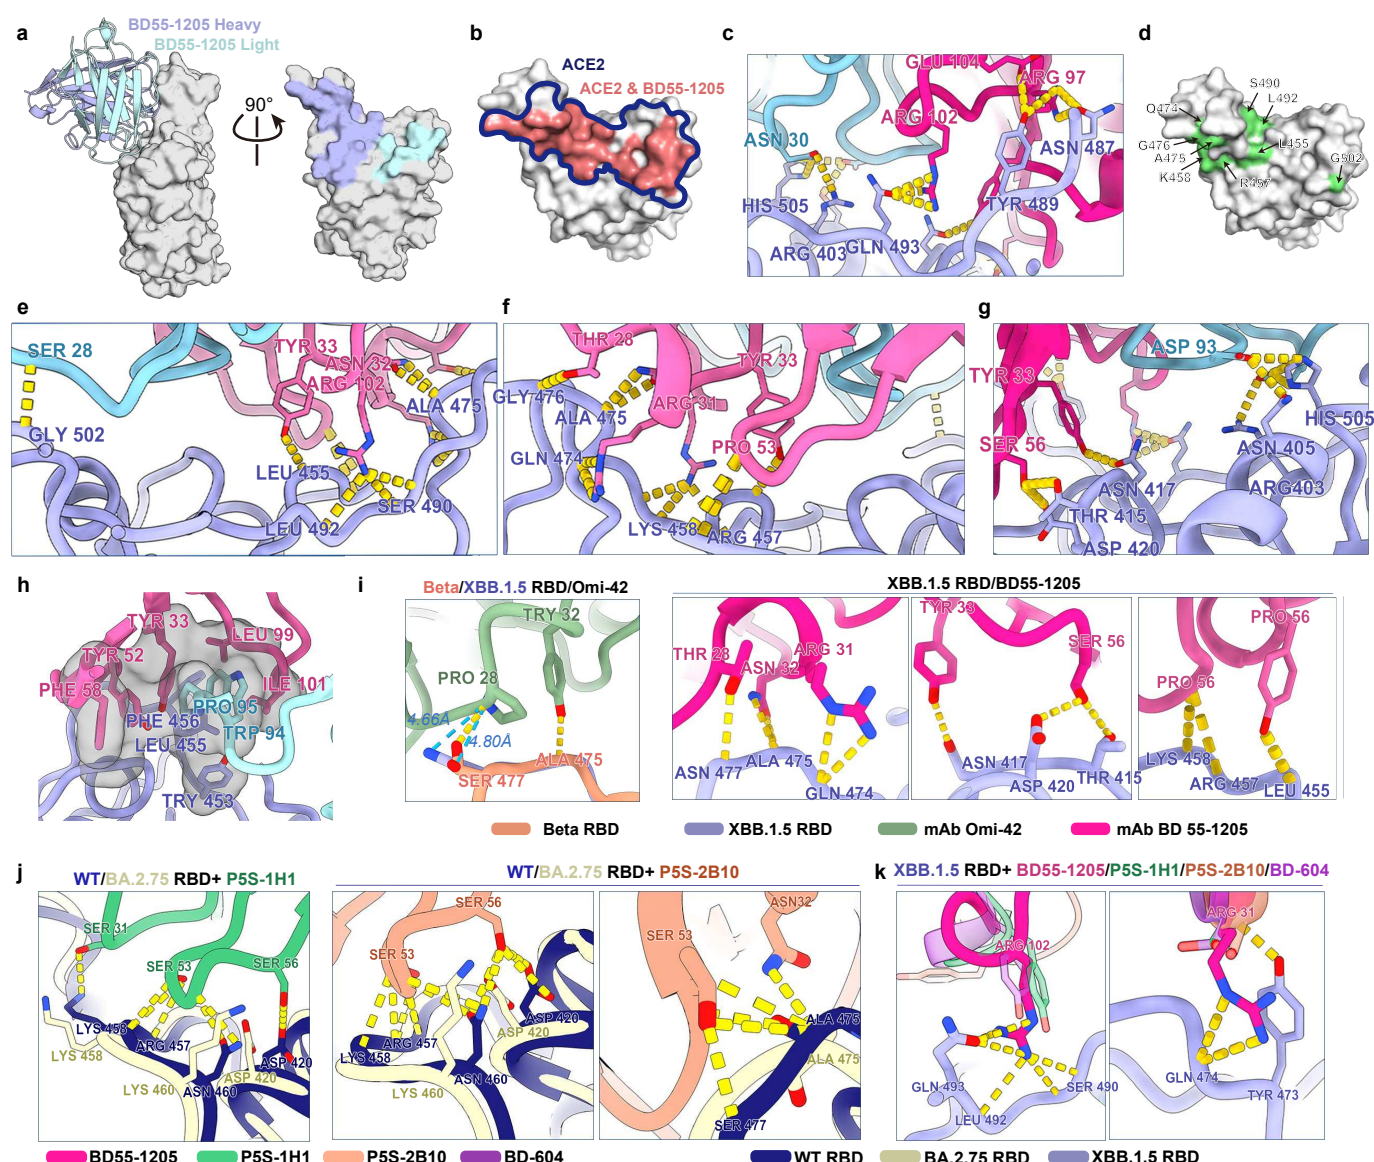 a
BD55-1205 Heavy
BD55-1205 Light
90°
b
ACE2
ACE2 & BD55-1205
c
GLU 104
ARG 97
ARG 102
ASN 30
ASN 487
HIS 505
TYR 489
ARG 403
GLN 493
d
S490
L492
Q474
G476
L455
A475
G502
K458
R457
e
SER 28
TYR 33
ASN 32
ARG 102
ALA 475
GLY 502
LEU 455
SER 490
LEU 492
f
THR 28
TYR 33
GLY 476
ARG 31
ALA 475
PRO 53
GLN 474
LYS 458
ARG 457
g
ASP 93
TYR 33
HIS 505
SER 56
ASN 405
ASN 417
ARG403
THR 415
ASP 420
h
TYR 33
LEU 99
TYR 52
PHE 58
ILE 101
PRO 95
PHE 456
TRP 94
LEU 455
TRY 453
i
Beta/XBB.1.5 RBD/Omi-42
TRY 32
PRO 28
4.66Å
4.80Å
ALA 475
SER 477
XBB.1.5 RBD/BD55-1205
TYR 33
PRO 56
THR 28
ARG 31
ASN 32
SER 56
PRO 56
ASN 477
ALA 475
GLN 474
ASN 417
ASP 420
THR 415
LYS 458
ARG 457
LEU 455
Beta RBD
XBB.1.5 RBD
mAb Omi-42
mAb BD 55-1205
j
WT/BA.2.75 RBD+ P5S-1H1
SER 31
SER 53
SER 56
LYS 458
ARG 457
LYS 458
ASP 420
ASP 420
LYS 460
ASN 460
WT/BA.2.75 RBD+ P5S-2B10
SER 56
SER 53
ASP 420
ASP 420
ARG 457
LYS 458
ASN 460
LYS 460
ASN32
SER 53
ALA 475
ALA 475
SER 477
k
XBB.1.5 RBD+ BD55-1205/P5S-1H1/P5S-2B10/BD-604
ARG 102
GLN 493
SER 490
LEU 492
ARG 31
GLN 474
TYR 473
BD55-1205
P5S-1H1
P5S-2B10
BD-604
WT RBD
BA.2.75 RBD
XBB.1.5 RBD